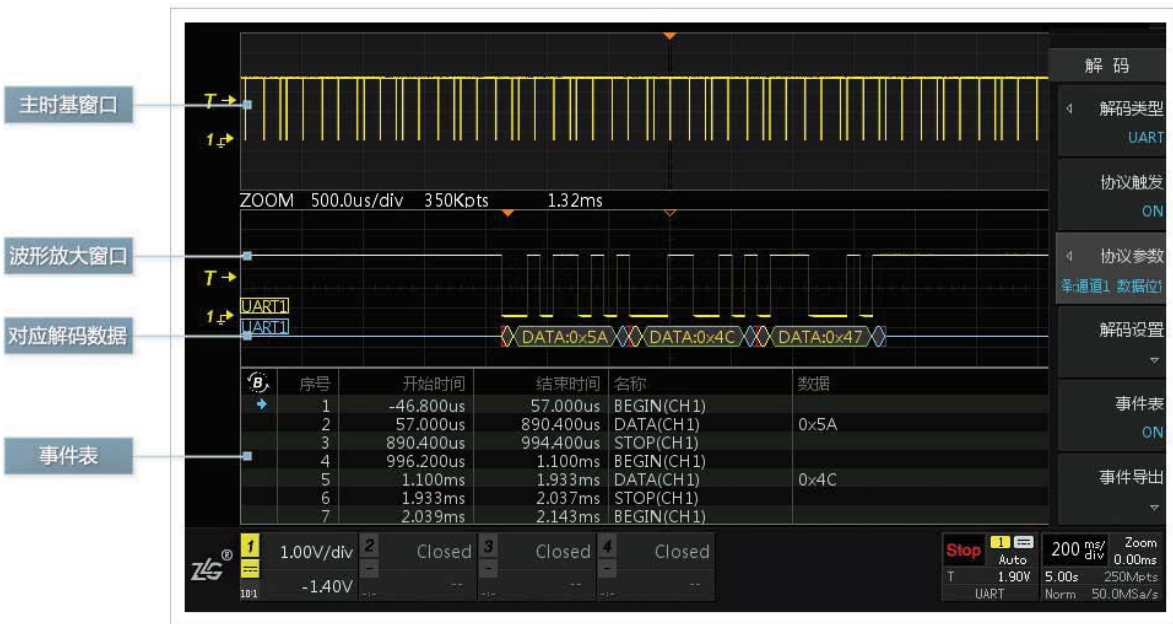 主时基窗口
波形放大窗口
对应解码数据
事件表
T
1
ZOOM 500.0us/div 350Kpts 1.32ms
T
1
UART1
UART1
DATA:0x5A DATA:0x4C DATA:0x47
B 序号 开始时间 结束时间 名称 数据
1 -46.800us 57.000us BEGIN(CH1)
2 57.000us 890.400us DATA(CH1) 0x5A
3 890.400us 994.400us STOP(CH1)
4 996.200us 1.100ms BEGIN(CH1)
5 1.100ms 1.933ms DATA(CH1) 0x4C
6 1.933ms 2.037ms STOP(CH1)
7 2.039ms 2.143ms BEGIN(CH1)
解 码
解码类型
UART
协议触发
ON
协议参数
通道1 数据位
解码设置
事件表
ON
事件导出
ZLG®
1 1.00V/div 2 Closed 3 Closed 4 Closed
10:1 -1.40V -- -- --
Stop 1 Auto
T 1.90V
UART
200 ms/div Zoom 0.00ms
5.00s 250Mpts
Norm 50.0MSa/s